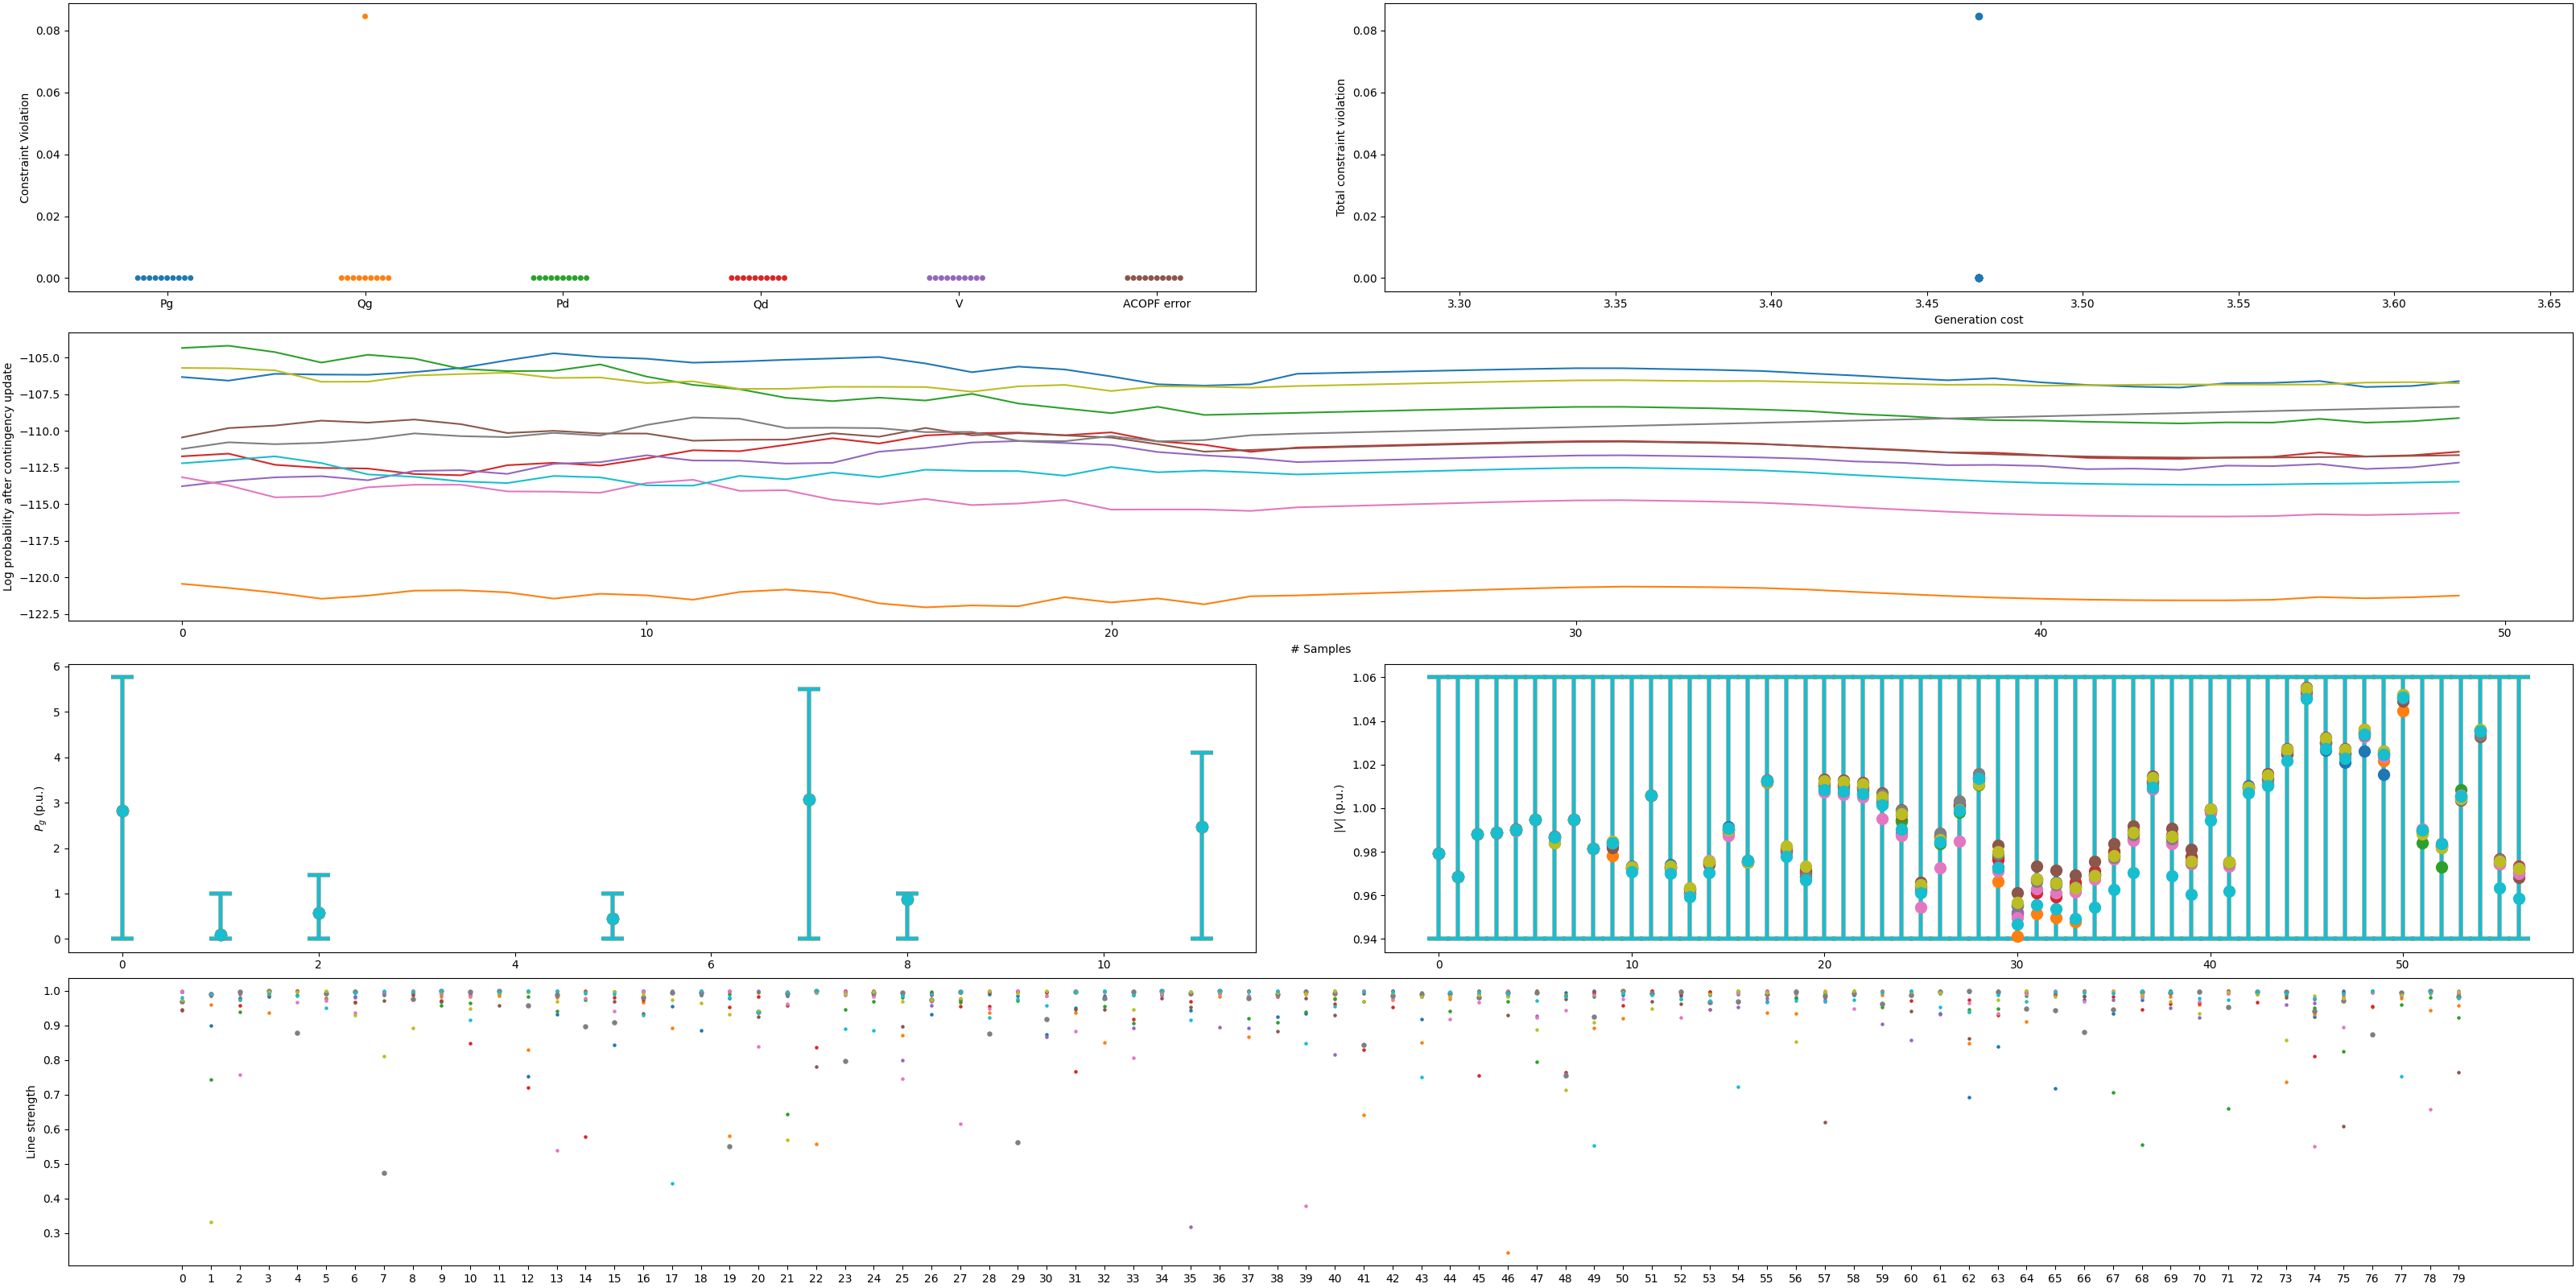 Constraint Violation
0.08
0.06
0.04
0.02
0.00
Pg Qg Pd Qd V ACOPF error
Total constraint violation
0.08
0.06
0.04
0.02
0.00
3.30 3.35 3.40 3.45 3.50 3.55 3.60 3.65
Generation cost
Log probability after contingency update
−105.0
−107.5
−110.0
−112.5
−115.0
−117.5
−120.0
−122.5
0 10 20 30 40 50
# Samples
P_g (p.u.)
6
5
4
3
2
1
0
0 2 4 6 8 10
|V| (p.u.)
1.06
1.04
1.02
1.00
0.98
0.96
0.94
0 10 20 30 40 50
Line strength
1.0
0.9
0.8
0.7
0.6
0.5
0.4
0.3
0 1 2 3 4 5 6 7 8 9 10 11 12 13 14 15 16 17 18 19 20 21 22 23 24 25 26 27 28 29 30 31 32 33 34 35 36 37 38 39 40 41 42 43 44 45 46 47 48 49 50 51 52 53 54 55 56 57 58 59 60 61 62 63 64 65 66 67 68 69 70 71 72 73 74 75 76 77 78 79